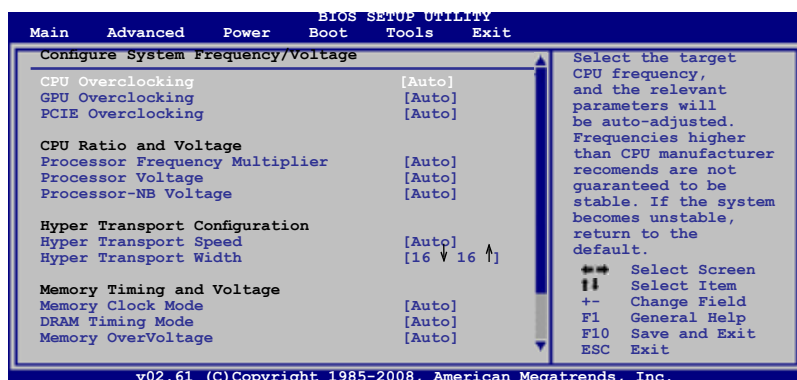 BIOS SETUP UTILITY
Main Advanced Power Boot Tools Exit
Configure System Frequency/Voltage
CPU Overclocking [Auto]
GPU Overclocking [Auto]
PCIE Overclocking [Auto]
CPU Ratio and Voltage
Processor Frequency Multiplier [Auto]
Processor Voltage [Auto]
Processor-NB Voltage [Auto]
Hyper Transport Configuration
Hyper Transport Speed [Auto]
Hyper Transport Width [16 ↓ 16 ↑]
Memory Timing and Voltage
Memory Clock Mode [Auto]
DRAM Timing Mode [Auto]
Memory OverVoltage [Auto]
Select the target
CPU frequency,
and the relevant
parameters will
be auto-adjusted.
Frequencies higher
than CPU manufacturer
recomends are not
guaranteed to be
stable. If the system
becomes unstable,
return to the
default.
←→ Select Screen
↑↓ Select Item
+- Change Field
F1 General Help
F10 Save and Exit
ESC Exit
v02.61 (C)Copyright 1985-2008, American Megatrends, Inc.